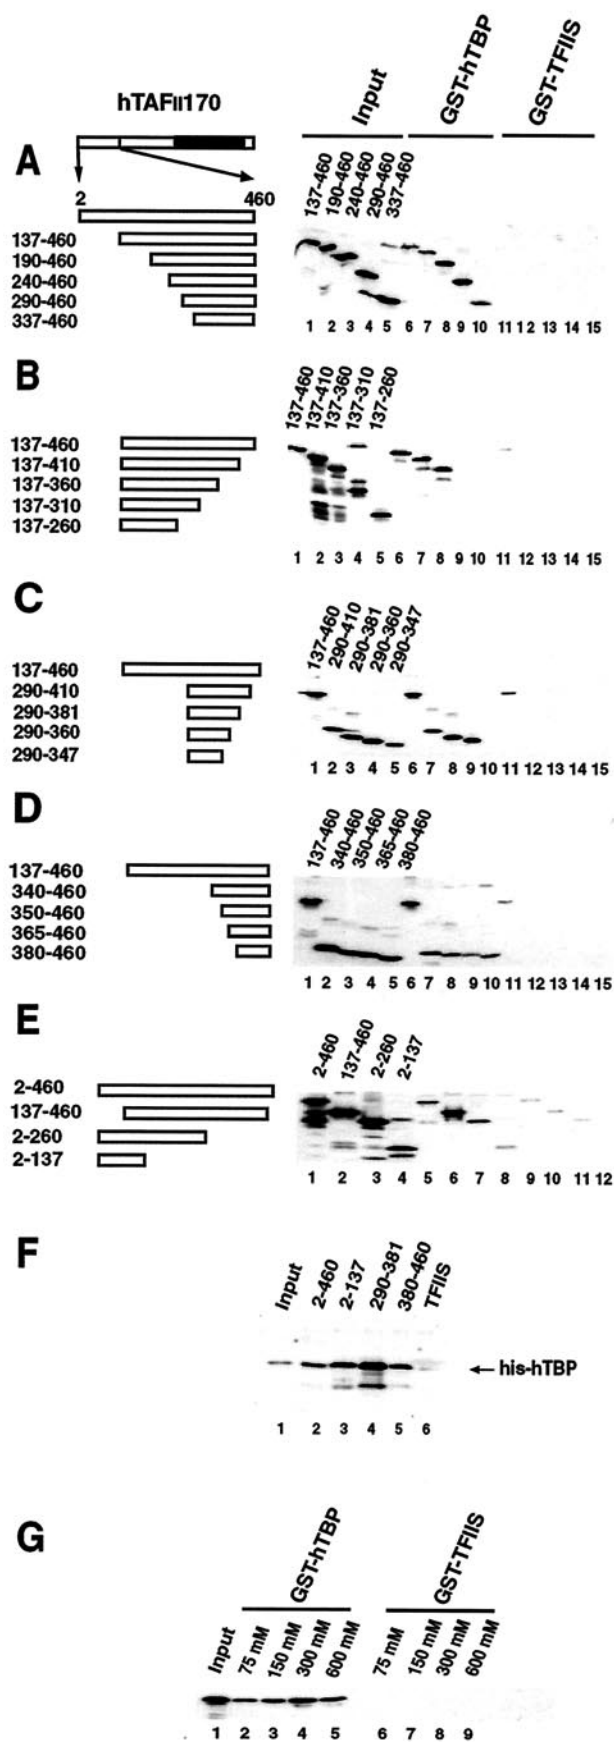 hTAFII170
Input
GST-hTBP
GST-TFIIS
A
2
460
137-460
190-460
240-460
290-460
337-460
137-460
190-460
240-460
290-460
337-460
1 2 3 4 5 6 7 8 9 10 11 12 13 14 15
B
137-460
137-410
137-360
137-310
137-260
137-460
137-410
137-360
137-310
137-260
1 2 3 4 5 6 7 8 9 10 11 12 13 14 15
C
137-460
290-410
290-381
290-360
290-347
137-460
290-410
290-381
290-360
290-347
1 2 3 4 5 6 7 8 9 10 11 12 13 14 15
D
137-460
340-460
350-460
365-460
380-460
137-460
340-460
350-460
365-460
380-460
1 2 3 4 5 6 7 8 9 10 11 12 13 14 15
E
2-460
137-460
2-260
2-137
2-460
137-460
2-260
2-137
1 2 3 4 5 6 7 8 9 10 11 12
F
Input
2-460
2-137
290-381
380-460
TFIIS
his-hTBP
1 2 3 4 5 6
G
GST-hTBP
GST-TFIIS
Input
75 mM
150 mM
300 mM
600 mM
75 mM
150 mM
300 mM
600 mM
1 2 3 4 5 6 7 8 9